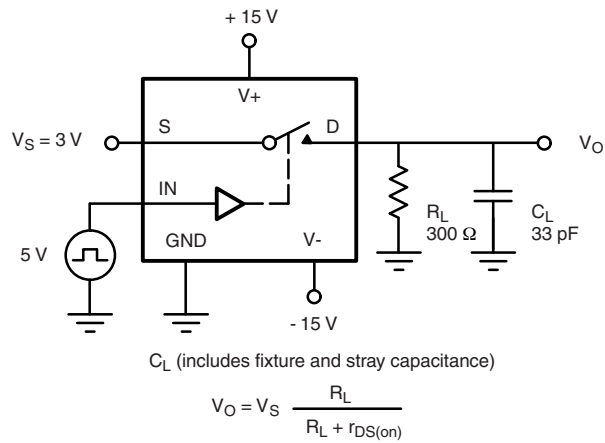 + 15 V
V+
S
D
V_S = 3 V
V_O
IN
R_L
300 Ω
C_L
33 pF
GND
V-
5 V
- 15 V
C_L (includes fixture and stray capacitance)
V_O = V_S R_L / R_L + r_DS(on)